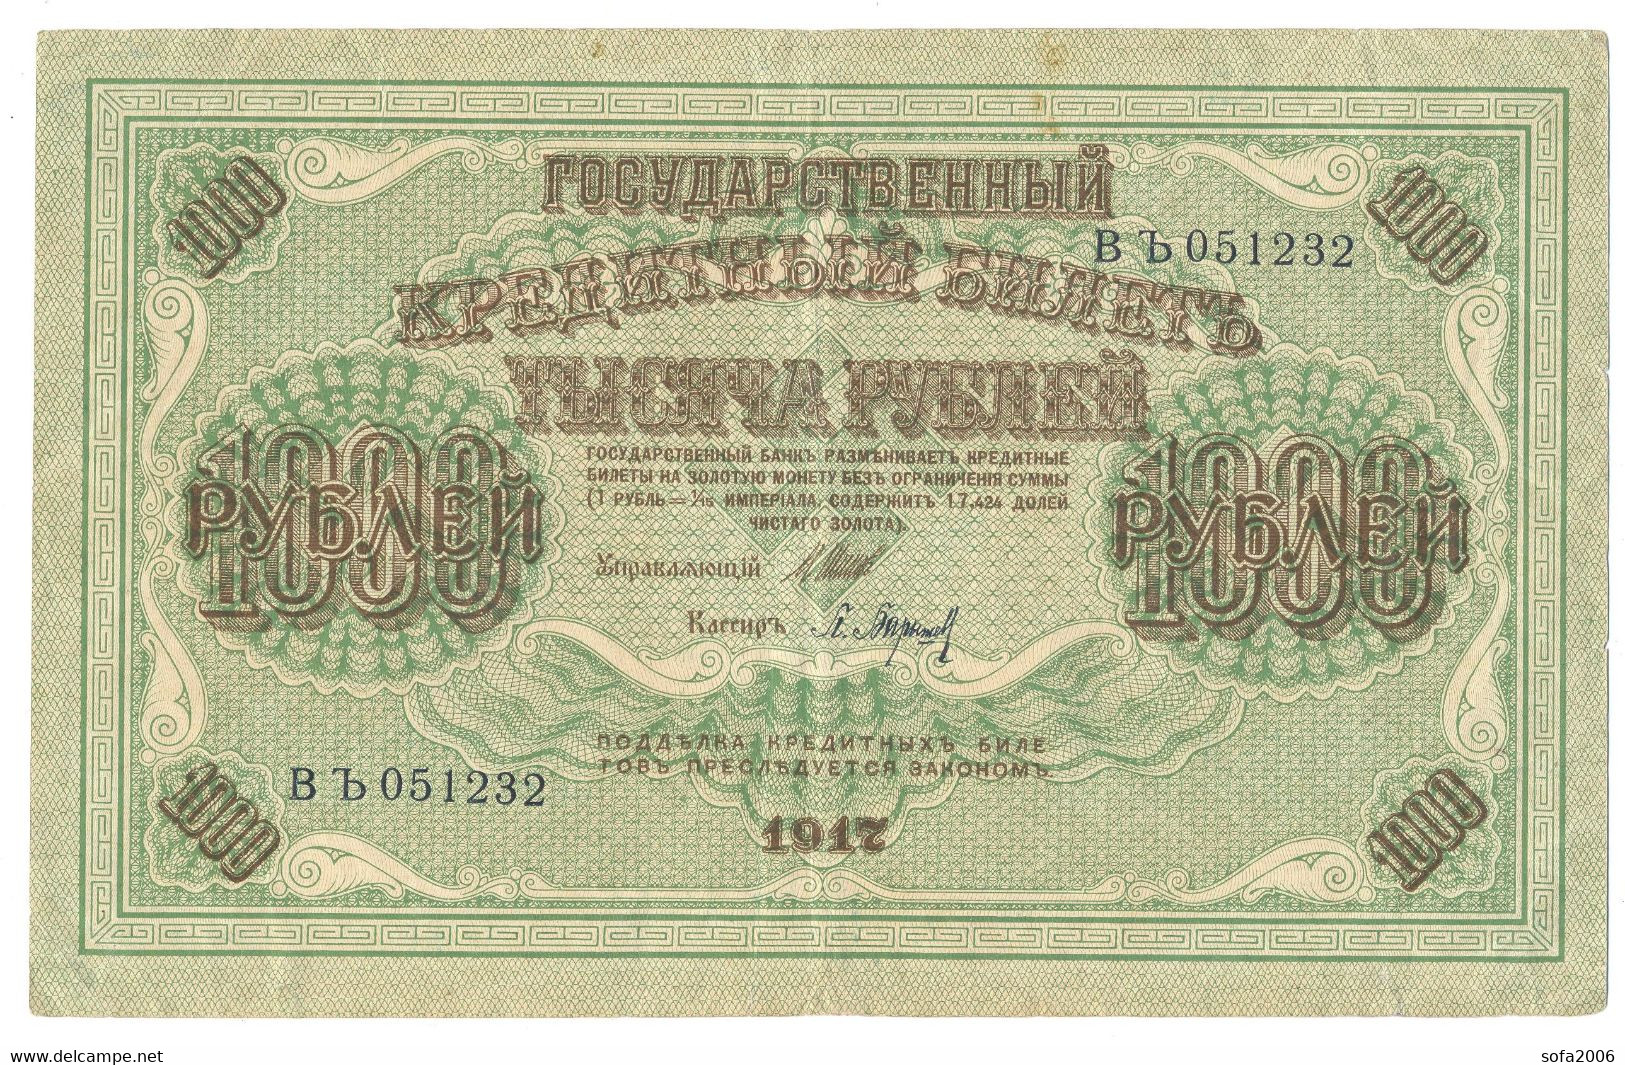 1000
ГОСУДАРСТВЕННЫЙ
1000
В Ъ 051232
КРЕДИТНЫЙ БИЛЕТЪ
ТЫСЯЧА РУБЛЕЙ
ГОСУДАРСТВЕННЫЙ БАНКЪ РАЗМѢНИВАЕТЪ КРЕДИТНЫЕ
БИЛЕТЫ НА ЗОЛОТУЮ МОНЕТУ БЕЗЪ ОГРАНИЧЕНІЯ СУММЫ
(1 РУБЛЬ — 1/15 ИМПЕРІАЛА, СОДЕРЖИТЪ 17,424 ДОЛЕЙ
ЧИСТАГО ЗОЛОТА).
1000
РУБЛЕЙ
1000
РУБЛЕЙ
Управляющій
Кассиръ
ПОДДѢЛКА КРЕДИТНЫХЪ БИЛЕ
ТОВЪ ПРЕСЛѢДУЕТСЯ ЗАКОНОМЪ.
В Ъ 051232
1000
1917
1000
www.delcampe.net
sofa2006